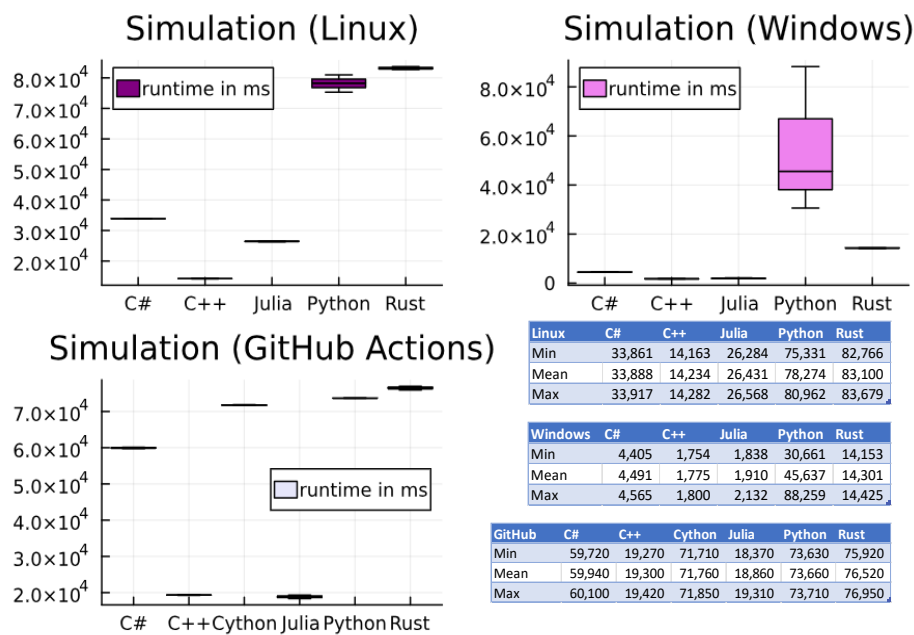 Simulation (Linux)
runtime in ms
8.0×10⁴
7.0×10⁴
6.0×10⁴
5.0×10⁴
4.0×10⁴
3.0×10⁴
2.0×10⁴
C# C++ Julia Python Rust
Simulation (Windows)
runtime in ms
8.0×10⁴
6.0×10⁴
4.0×10⁴
2.0×10⁴
0
C# C++ Julia Python Rust
Simulation (GitHub Actions)
7.0×10⁴
6.0×10⁴
5.0×10⁴
4.0×10⁴
3.0×10⁴
2.0×10⁴
runtime in ms
C# C++ Cython Julia Python Rust
Linux C# C++ Julia Python Rust
Min 33,861 14,163 26,284 75,331 82,766
Mean 33,888 14,234 26,431 78,274 83,100
Max 33,917 14,282 26,568 80,962 83,679
Windows C# C++ Julia Python Rust
Min 4,405 1,754 1,838 30,661 14,153
Mean 4,491 1,775 1,910 45,637 14,301
Max 4,565 1,800 2,132 88,259 14,425
GitHub C# C++ Cython Julia Python Rust
Min 59,720 19,270 71,710 18,370 73,630 75,920
Mean 59,940 19,300 71,760 18,860 73,660 76,520
Max 60,100 19,420 71,850 19,310 73,710 76,950